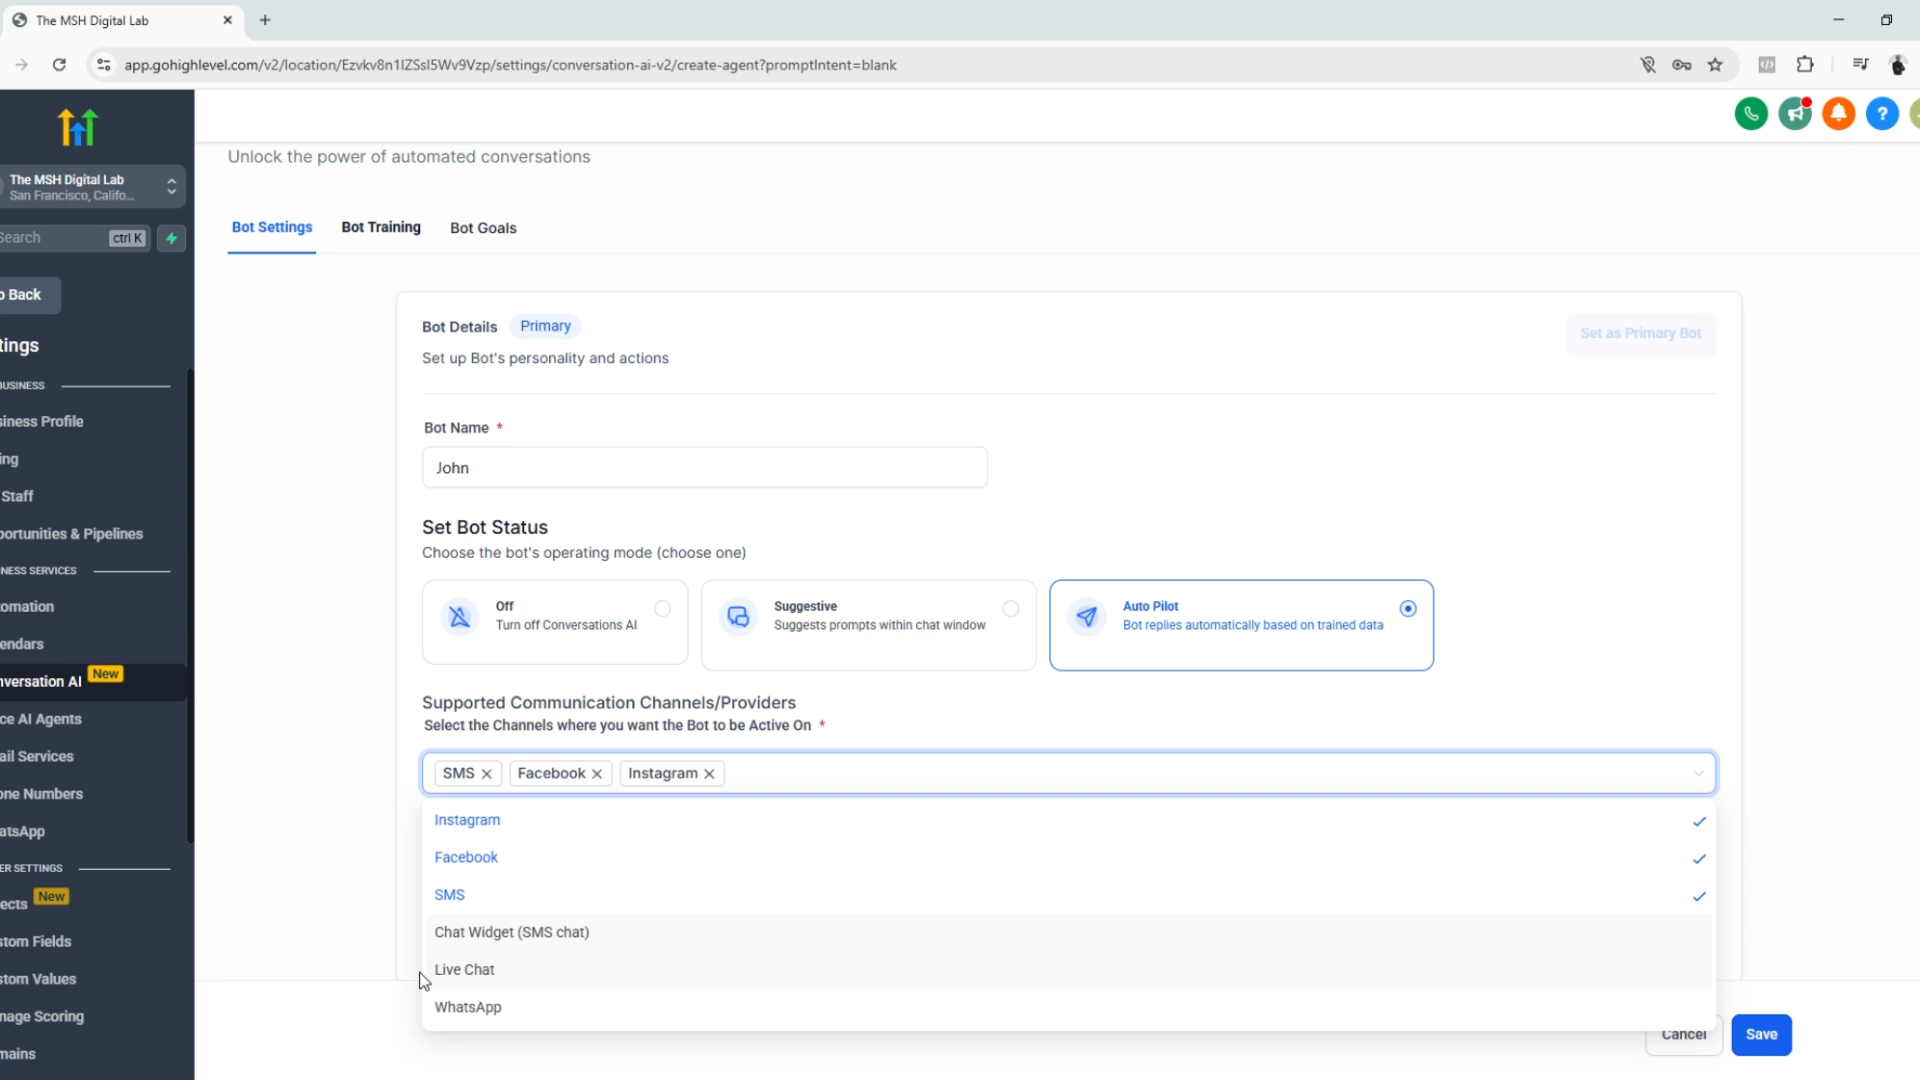 The MSH Digital Lab
app.gohighlevel.com/v2/location/Ezvkv8n1IZSsI5Wv9Vzp/settings/conversation-ai-v2/create-agent?promptIntent=blank
The MSH Digital Lab
San Francisco, Califo...
Search
ctrl K
Back
tings
BUSINESS
siness Profile
ing
Staff
portunities & Pipelines
NESS SERVICES
tomation
endars
nversation AI
New
ce AI Agents
ail Services
one Numbers
atsApp
ER SETTINGS
ects
New
stom Fields
stom Values
nage Scoring
mains
?
Unlock the power of automated conversations
Bot Settings
Bot Training
Bot Goals
Bot Details
Primary
Set up Bot's personality and actions
Set as Primary Bot
Bot Name *
John
Set Bot Status
Choose the bot's operating mode (choose one)
Off
Turn off Conversations AI
Suggestive
Suggests prompts within chat window
Auto Pilot
Bot replies automatically based on trained data
Supported Communication Channels/Providers
Select the Channels where you want the Bot to be Active On *
SMS
Facebook
Instagram
Instagram
Facebook
SMS
Chat Widget (SMS chat)
Live Chat
WhatsApp
Cancel
Save